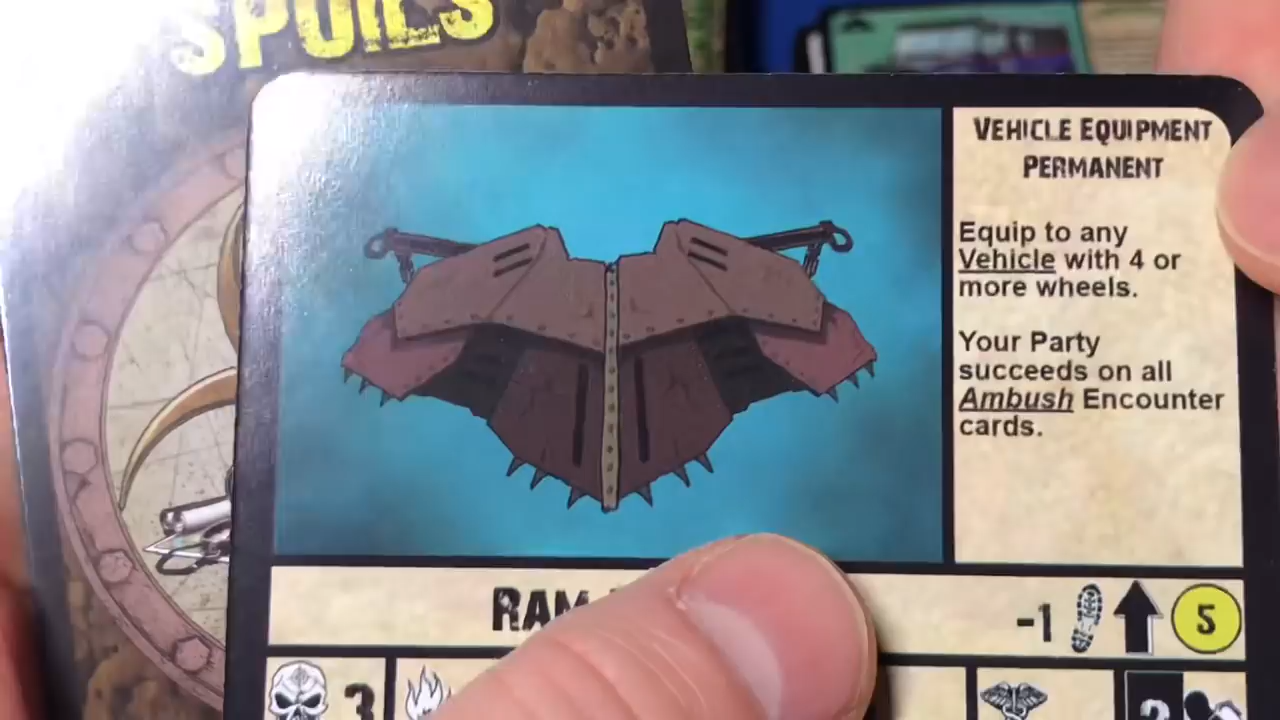 SPOILS
VEHICLE EQUIPMENT
PERMANENT
Equip to any
Vehicle with 4 or
more wheels.
Your Party
succeeds on all
Ambush Encounter
cards.
RAM
-1 5
3